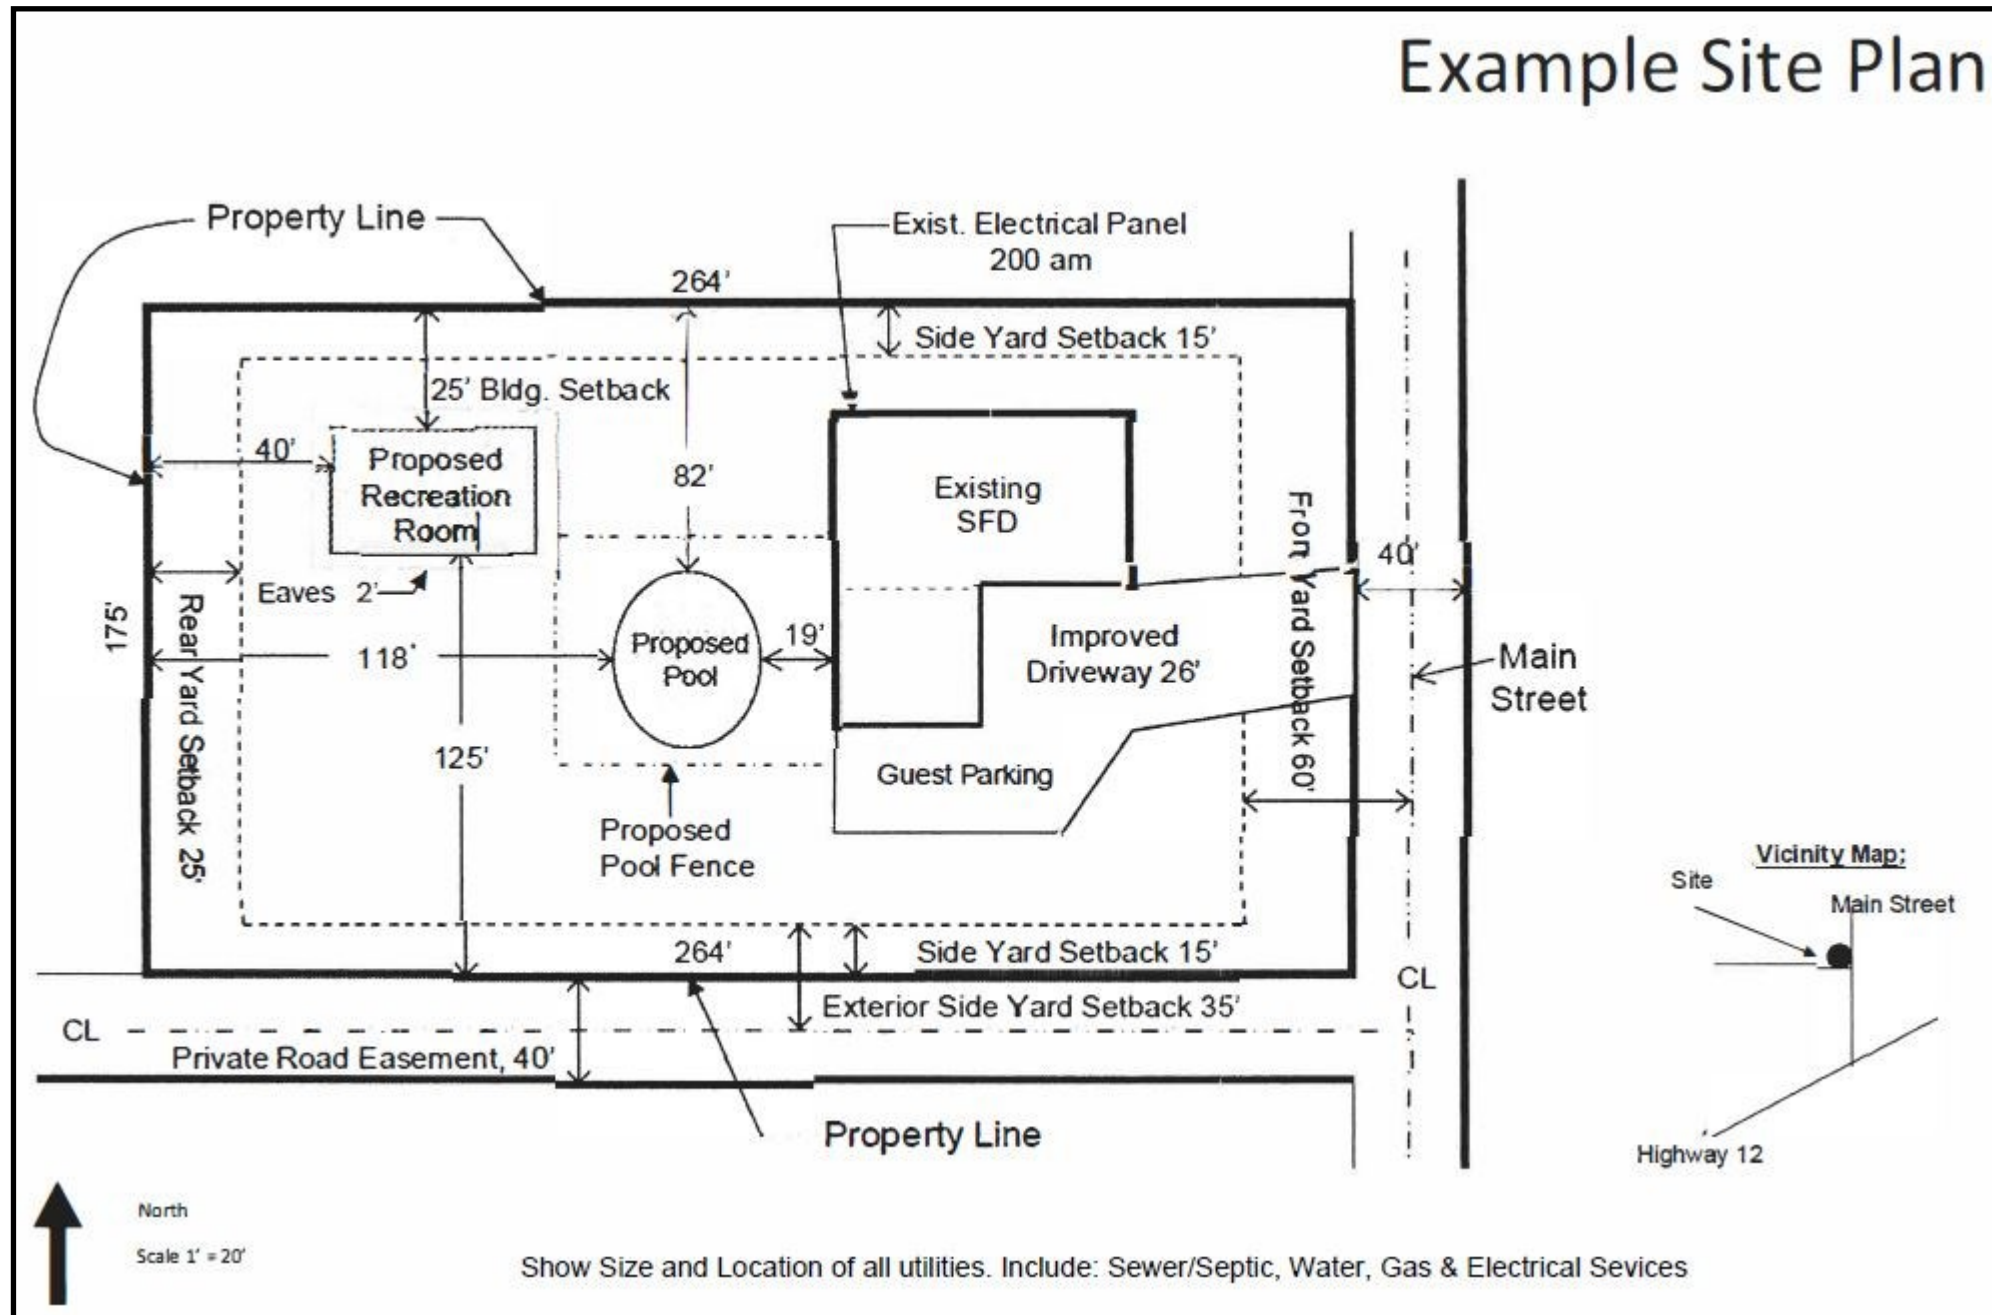 Example Site Plan
Property Line
Exist. Electrical Panel
200 am
264'
Side Yard Setback 15'
25' Bldg. Setback
40'
Proposed
Recreation
Room
82'
Existing
SFD
Front Yard Setback 60'
40'
Eaves 2'
175'
Rear Yard Setback 25'
118'
Proposed
Pool
19'
Improved
Driveway 26'
Main
Street
125'
Guest Parking
Proposed
Pool Fence
Vicinity Map:
Site
Main Street
264'
Side Yard Setback 15'
CL
Exterior Side Yard Setback 35'
CL
Private Road Easement, 40'
Property Line
Highway 12
North
Scale 1' = 20'
Show Size and Location of all utilities. Include: Sewer/Septic, Water, Gas & Electrical Sevices